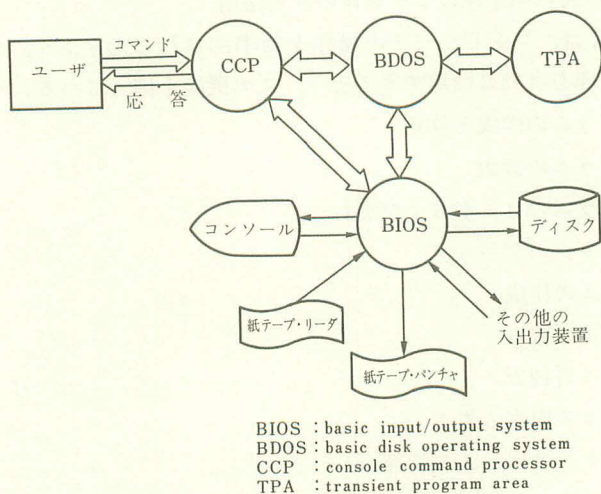 コマンド
ユーザ
応 答
CCP
BDOS
TPA
BIOS
コンソール
ディスク
紙テープ・リーダ
紙テープ・パンチャ
その他の
入出力装置
BIOS : basic input/output system
BDOS : basic disk operating system
CCP : console command processor
TPA : transient program area